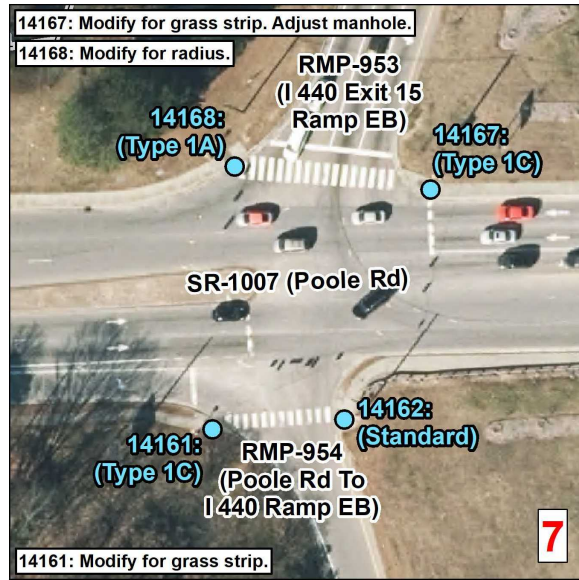 14167: Modify for grass strip. Adjust manhole.
14168: Modify for radius.
RMP-953
(I 440 Exit 15
Ramp EB)
14168:
(Type 1A)
14167:
(Type 1C)
SR-1007 (Poole Rd)
14162:
(Standard)
14161:
(Type 1C)
RMP-954
(Poole Rd To
I 440 Ramp EB)
14161: Modify for grass strip.
7